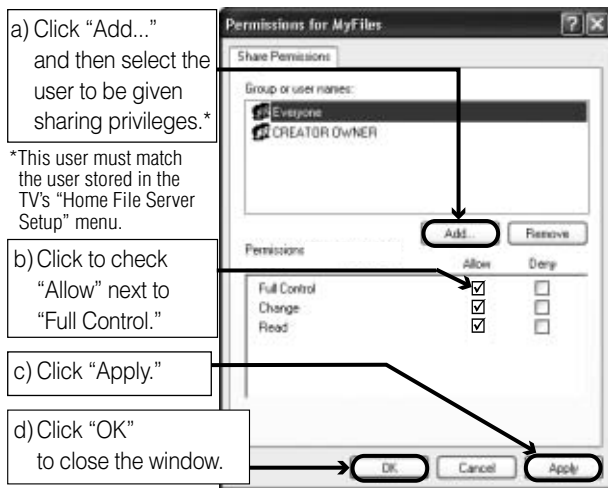 a) Click “Add...”
and then select the
user to be given
sharing privileges.*
*This user must match
the user stored in the
TV’s “Home File Server
Setup” menu.
b) Click to check
“Allow” next to
“Full Control.”
c) Click “Apply.”
d) Click “OK”
to close the window.
Permissions for MyFiles
Share Permissions
Group or user names:
Everyone
CREATOR OWNER
Add...
Remove
Permissions
Allow
Deny
Full Control
Change
Read
OK
Cancel
Apply